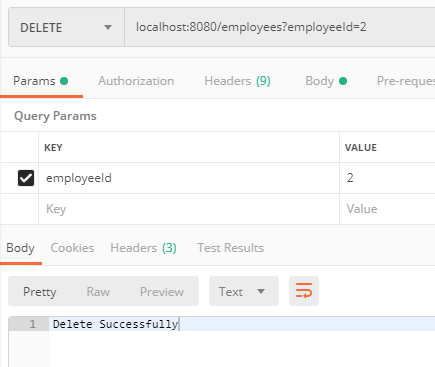 DELETE localhost:8080/employees?employeeId=2
Params Authorization Headers (9) Body Pre-reques
Query Params
KEY VALUE
employeeId 2
Key Value
Body Cookies Headers (3) Test Results
Pretty Raw Preview Text
1 Delete Successfully